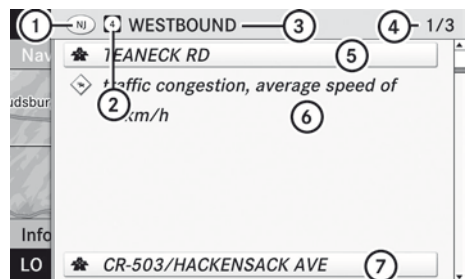 1 NJ 4 WESTBOUND 3 4 1/3
Nav
TEANECK RD 5
traffic congestion, average speed of
udsbur 2 km/h 6
Info
LO CR-503/HACKENSACK AVE 7